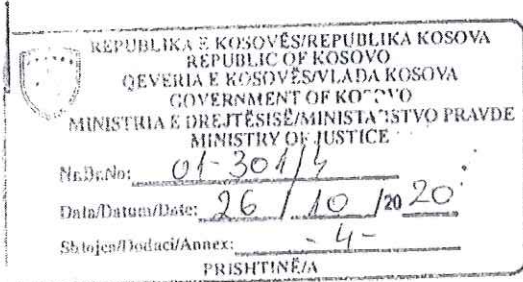 REPUBLIKA E KOSOVËS/REPUBLIKA KOSOVA
REPUBLIC OF KOSOVO
QEVERIA E KOSOVËS/VLADA KOSOVA
GOVERNMENT OF KOSOVO
MINISTRIA E DREJTËSISË/MINISTARSTVO PRAVDE
MINISTRY OF JUSTICE
Nr.Br.No: 01-301/4
Data/Datum/Date: 26 / 10 /20 20
Shtojca/Dodaci/Annex: - 4 -
PRISHTINË/A